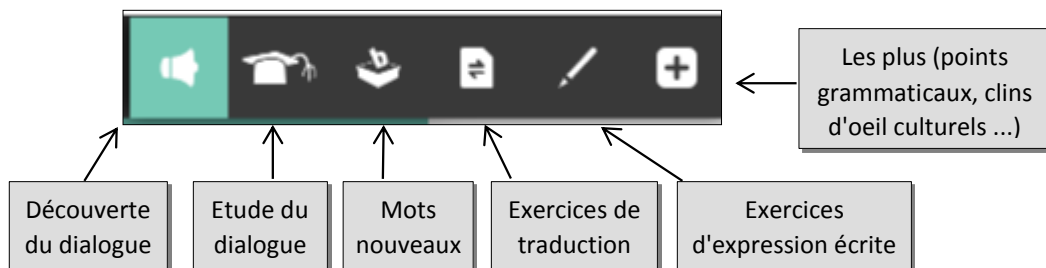 b
Les plus (points
grammaticaux, clins
d'oeil culturels ...)
Découverte
du dialogue
Etude du
dialogue
Mots
nouveaux
Exercices de
traduction
Exercices
d'expression écrite